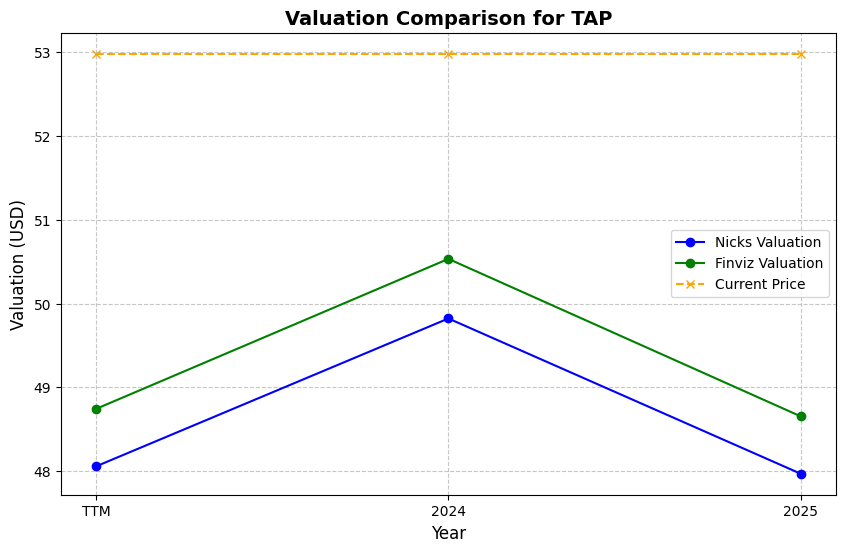 Valuation Comparison for TAP
53
52
51
50
49
48
Valuation (USD)
Nicks Valuation
Finviz Valuation
Current Price
TTM
2024
2025
Year